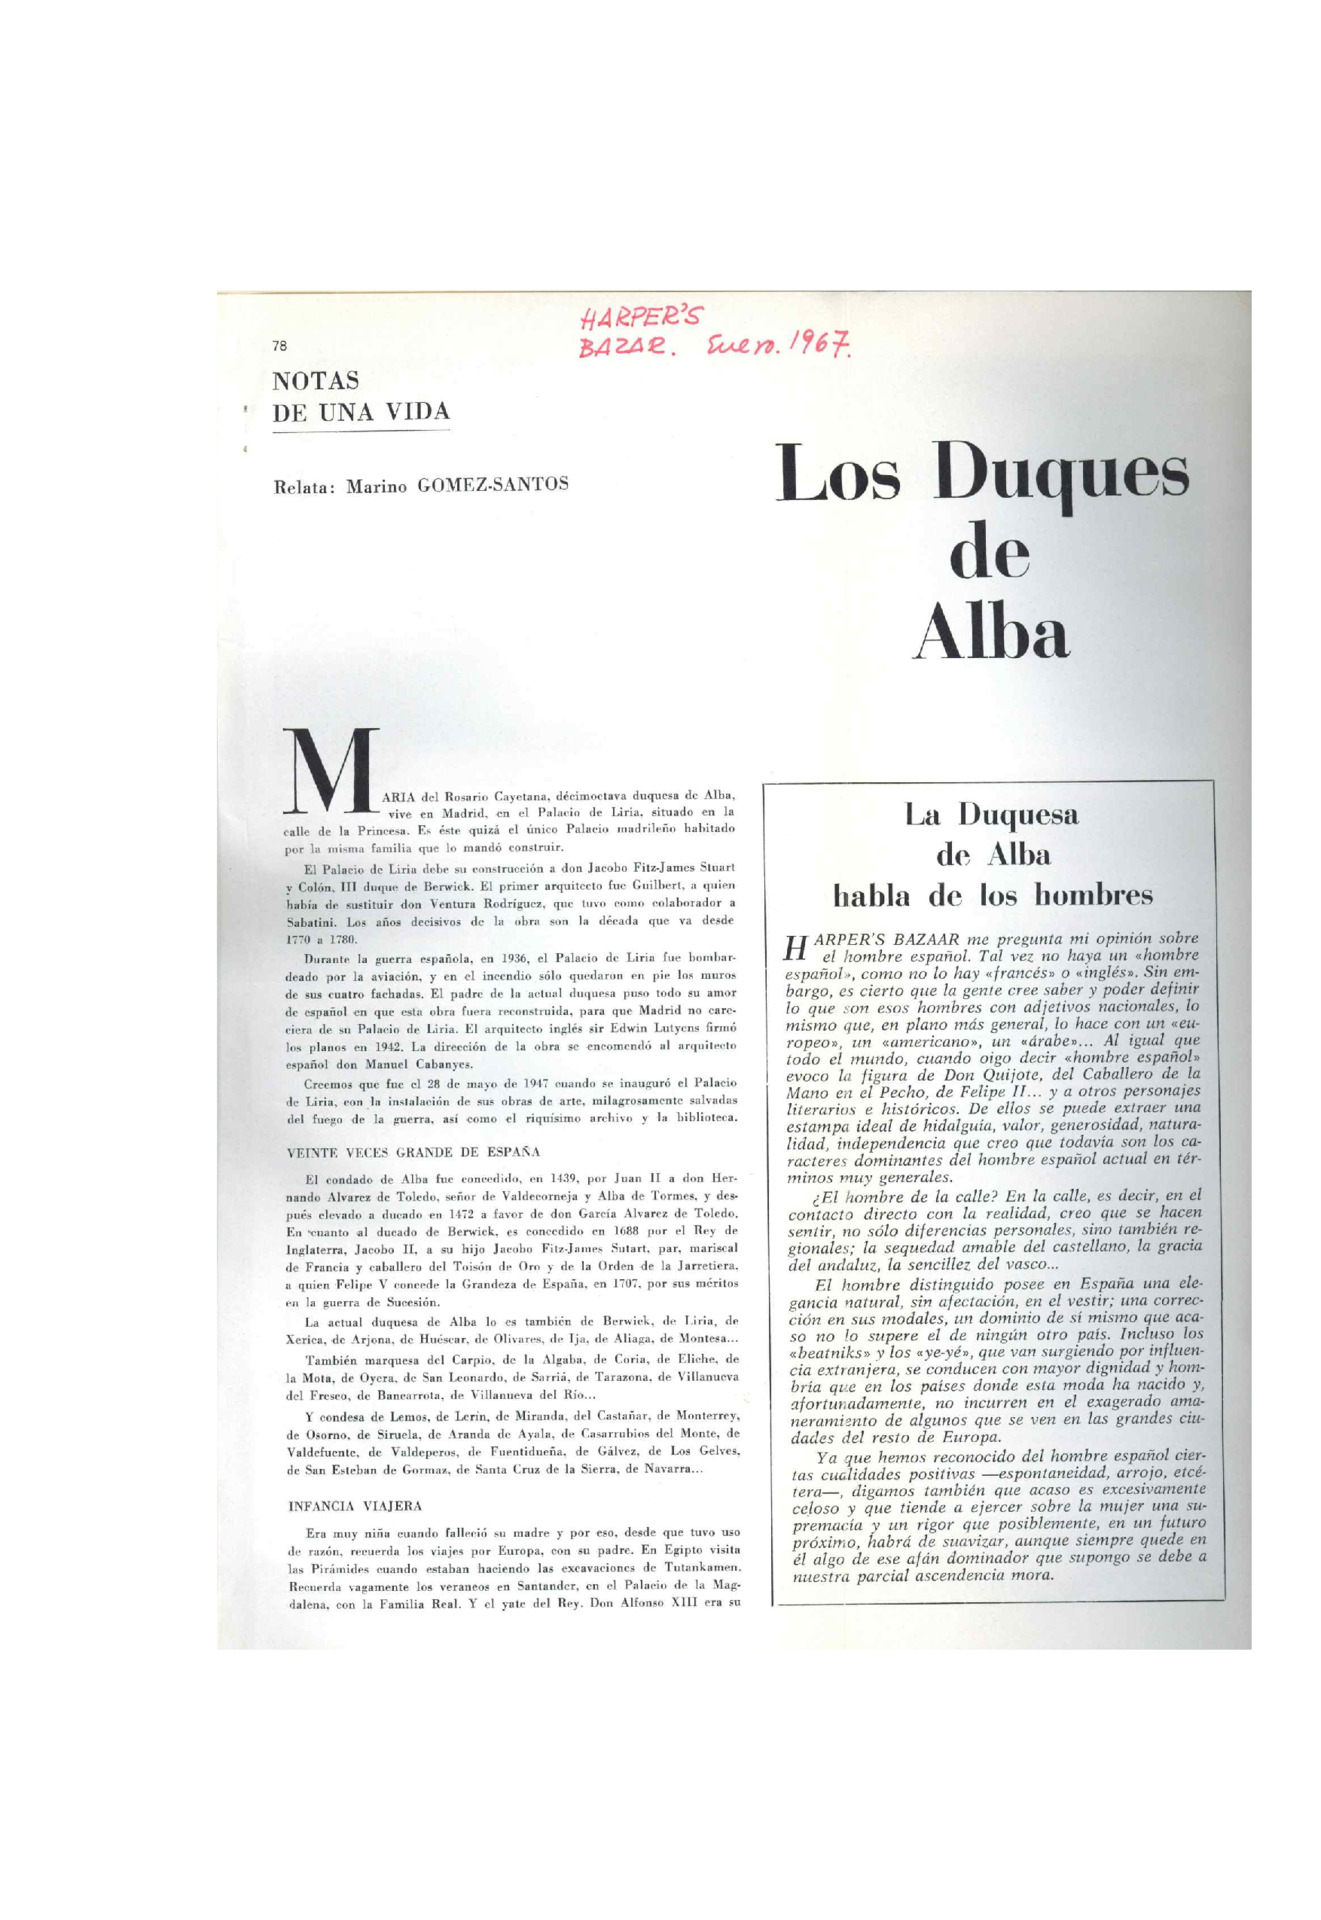 HARPER'S
BAZAR. Enero. 1967.
78
NOTAS
DE UNA VIDA
Relata: Marino GOMEZ-SANTOS
Los Duques
de
Alba
MARIA del Rosario Cayetana, décimoctava duquesa de Alba,
vive en Madrid, en el Palacio de Liria, situado en la
calle de la Princesa. Es éste quizá el único Palacio madrileño habitado
por la misma familia que lo mandó construir.
El Palacio de Liria debe su construcción a don Jacobo Fitz-James Stuart
y Colón, III duque de Berwick. El primer arquitecto fue Guilbert, a quien
había de sustituir don Ventura Rodríguez, que tuvo como colaborador a
Sabatini. Los años decisivos de la obra son la década que va desde
1770 a 1780.
Durante la guerra española, en 1936, el Palacio de Liria fue bombar-
deado por la aviación, y en el incendio sólo quedaron en pie los muros
de sus cuatro fachadas. El padre de la actual duquesa puso todo su amor
de español en que esta obra fuera reconstruida, para que Madrid no care-
ciera de su Palacio de Liria. El arquitecto inglés sir Edwin Lutyens firmó
los planos en 1942. La dirección de la obra se encomendó al arquitecto
español don Manuel Cabanyes.
Creemos que fue el 28 de mayo de 1947 cuando se inauguró el Palacio
de Liria, con la instalación de sus obras de arte, milagrosamente salvadas
del fuego de la guerra, así como el riquísimo archivo y la biblioteca.
VEINTE VECES GRANDE DE ESPAÑA
El condado de Alba fue concedido, en 1439, por Juan II a don Her-
nando Alvarez de Toledo, señor de Valdecorneja y Alba de Tormes, y des-
pués elevado a ducado en 1472 a favor de don García Alvarez de Toledo.
En cuanto al ducado de Berwick, es concedido en 1688 por el Rey de
Inglaterra, Jacobo II, a su hijo Jacobo Fitz-James Sutart, par, mariscal
de Francia y caballero del Toisón de Oro y de la Orden de la Jarretiera,
a quien Felipe V concede la Grandeza de España, en 1707, por sus méritos
en la guerra de Sucesión.
La actual duquesa de Alba lo es también de Berwick, de Liria, de
Xerica, de Arjona, de Huéscar, de Olivares, de Ija, de Aliaga, de Montesa...
También marquesa del Carpio, de la Algaba, de Coria, de Eliche, de
la Mota, de Oyera, de San Leonardo, de Sarriá, de Tarazona, de Villanueva
del Fresco, de Bancarrota, de Villanueva del Río...
Y condesa de Lemos, de Lerín, de Miranda, del Castañar, de Monterrey,
de Osorno, de Siruela, de Aranda de Ayala, de Casarrubios del Monte, de
Valdefuente, de Valdeperos, de Fuentidueña, de Gálvez, de Los Gelves,
de San Esteban de Gormaz, de Santa Cruz de la Sierra, de Navarra...
INFANCIA VIAJERA
Era muy niña cuando falleció su madre y por eso, desde que tuvo uso
de razón, recuerda los viajes por Europa, con su padre. En Egipto visita
las Pirámides cuando estaban haciendo las excavaciones de Tutankamen.
Recuerda vagamente los veraneos en Santander, en el Palacio de la Mag-
dalena, con la Familia Real. Y el yate del Rey. Don Alfonso XIII era su
La Duquesa
de Alba
habla de los hombres
HARPER'S BAZAAR me pregunta mi opinión sobre
el hombre español. Tal vez no haya un «hombre
español», como no lo hay «francés» o «inglés». Sin em-
bargo, es cierto que la gente cree saber y poder definir
lo que son esos hombres con adjetivos nacionales, lo
mismo que, en plano más general, lo hace con un «eu-
ropeo», un «americano», un «árabe»... Al igual que
todo el mundo, cuando oigo decir «hombre español»
evoco la figura de Don Quijote, del Caballero de la
Mano en el Pecho, de Felipe II... y a otros personajes
literarios e históricos. De ellos se puede extraer una
estampa ideal de hidalguía, valor, generosidad, natura-
lidad, independencia que creo que todavía son los ca-
racteres dominantes del hombre español actual en tér-
minos muy generales.
¿El hombre de la calle? En la calle, es decir, en el
contacto directo con la realidad, creo que se hacen
sentir, no sólo diferencias personales, sino también re-
gionales; la sequedad amable del castellano, la gracia
del andaluz, la sencillez del vasco...
El hombre distinguido posee en España una ele-
gancia natural, sin afectación, en el vestir; una correc-
ción en sus modales, un dominio de sí mismo que aca-
so no lo supere el de ningún otro país. Incluso los
«beatniks» y los «ye-yé», que van surgiendo por influen-
cia extranjera, se conducen con mayor dignidad y hom-
bría que en los países donde esta moda ha nacido y,
afortunadamente, no incurren en el exagerado ama-
neramiento de algunos que se ven en las grandes ciu-
dades del resto de Europa.
Ya que hemos reconocido del hombre español cier-
tas cualidades positivas —espontaneidad, arrojo, etcé-
tera—, digamos también que acaso es excesivamente
celoso y que tiende a ejercer sobre la mujer una su-
premacía y un rigor que posiblemente, en un futuro
próximo, habrá de suavizar, aunque siempre quede en
él algo de ese afán dominador que supongo se debe a
nuestra parcial ascendencia mora.